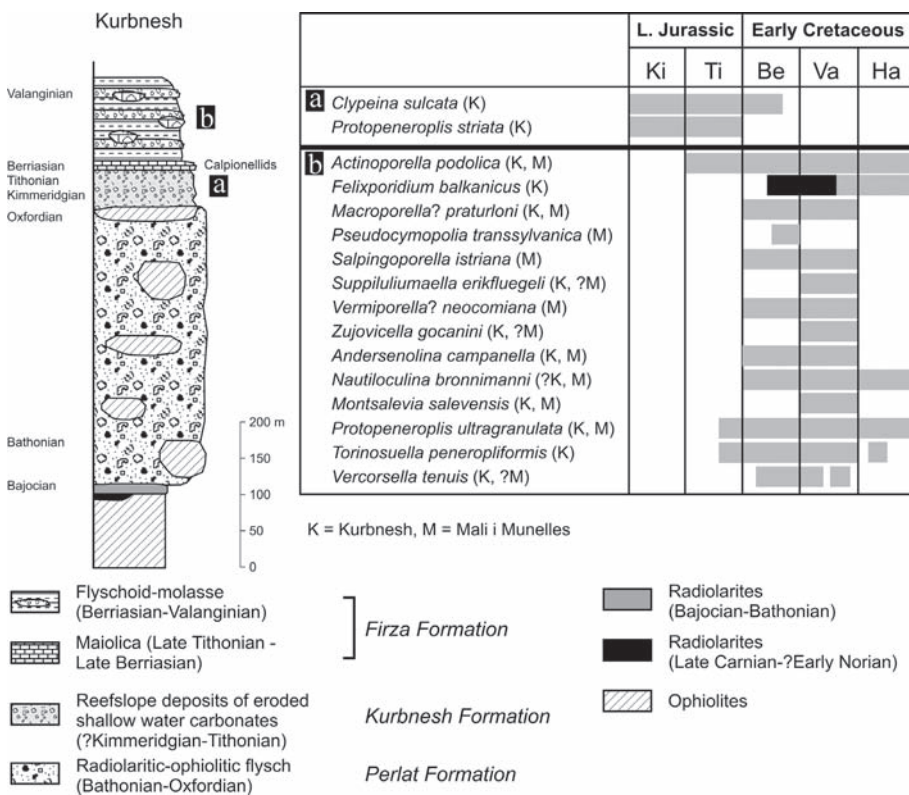 Kurbnesh
Valanginian
b
Berriasian
Calpionellids
Tithonian
a
Kimmeridgian
Oxfordian
Bathonian
Bajocian
200 m
150
100
50
0
L. Jurassic Early Cretaceous
Ki Ti Be Va Ha
a Clypeina sulcata (K)
Protopeneroplis striata (K)
b Actinoporella podolica (K, M)
Felixporidium balkanicus (K)
Macroporella? praturloni (K, M)
Pseudocymopolia transsylvanica (M)
Salpingoporella istriana (M)
Suppiluliumaella erikfluegeli (K, ?M)
Vermiporella? neocomiana (M)
Zujovicella gocanini (K, ?M)
Andersenolina campanella (K, M)
Nautiloculina bronnimanni (?K, M)
Montsalevia salevensis (K, M)
Protopeneroplis ultragranulata (K, M)
Torinosuella peneropliformis (K)
Vercorsella tenuis (K, ?M)
K = Kurbnesh, M = Mali i Munelles
Flyschoid-molasse
(Berriasian-Valanginian)
Maiolica (Late Tithonian -
Late Berriasian)
Firza Formation
Reefslope deposits of eroded
shallow water carbonates
(?Kimmeridgian-Tithonian)
Kurbnesh Formation
Radiolaritic-ophiolitic flysch
(Bathonian-Oxfordian)
Perlat Formation
Radiolarites
(Bajocian-Bathonian)
Radiolarites
(Late Carnian-?Early Norian)
Ophiolites